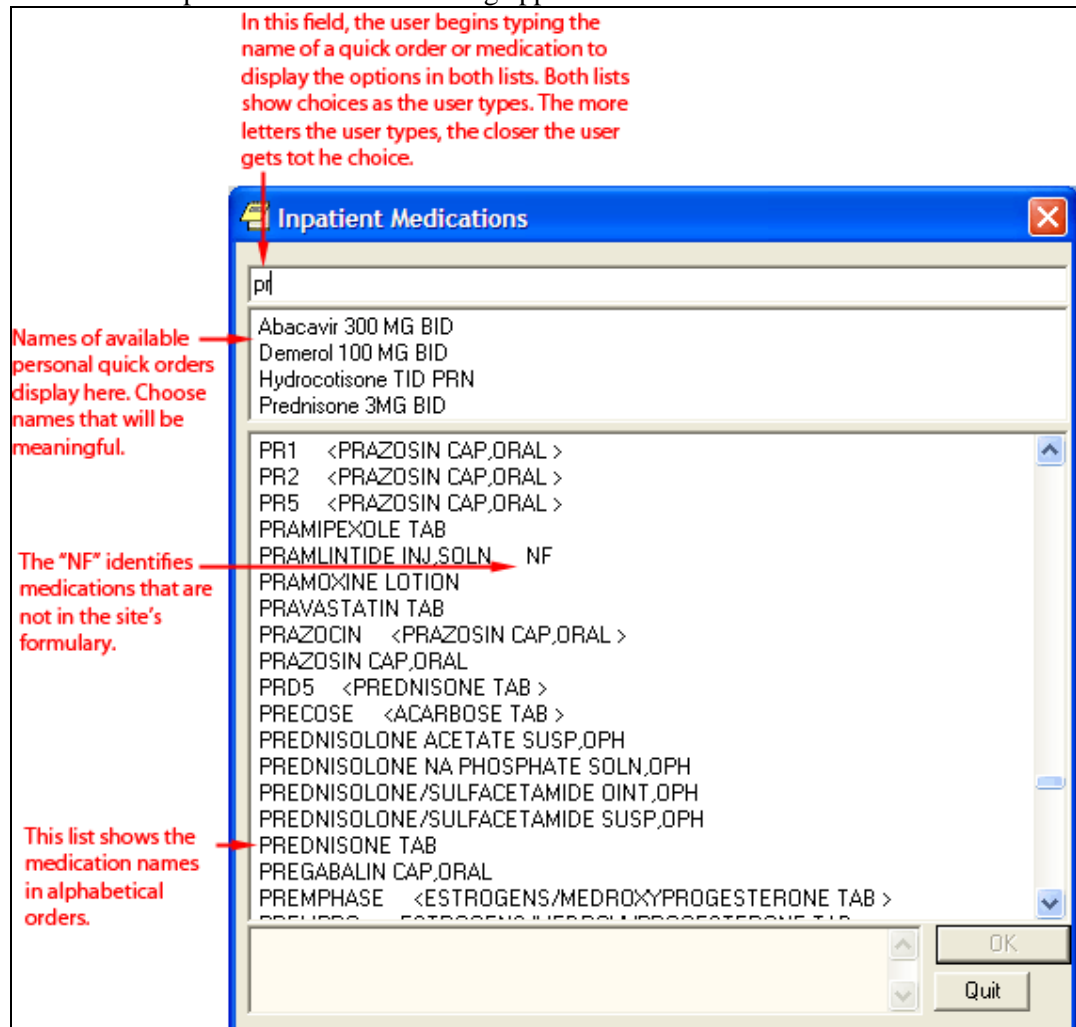 In this field, the user begins typing the
name of a quick order or medication to
display the options in both lists. Both lists
show choices as the user types. The more
letters the user types, the closer the user
gets tot he choice.
Inpatient Medications
pr
Names of available
personal quick orders
display here. Choose
names that will be
meaningful.
Abacavir 300 MG BID
Demerol 100 MG BID
Hydrocotisone TID PRN
Prednisone 3MG BID
The "NF" identifies
medications that are
not in the site's
formulary.
This list shows the
medication names
in alphabetical
orders.
PR1 <PRAZOSIN CAP,ORAL >
PR2 <PRAZOSIN CAP,ORAL >
PR5 <PRAZOSIN CAP,ORAL >
PRAMIPEXOLE TAB
PRAMLINTIDE INJ,SOLN NF
PRAMOXINE LOTION
PRAVASTATIN TAB
PRAZOCIN <PRAZOSIN CAP,ORAL >
PRAZOSIN CAP,ORAL
PRD5 <PREDNISONE TAB >
PRECOSE <ACARBOSE TAB >
PREDNISOLONE ACETATE SUSP,OPH
PREDNISOLONE NA PHOSPHATE SOLN,OPH
PREDNISOLONE/SULFACETAMIDE OINT,OPH
PREDNISOLONE/SULFACETAMIDE SUSP,OPH
PREDNISONE TAB
PREGABALIN CAP,ORAL
PREMPHASE <ESTROGENS/MEDROXYPROGESTERONE TAB >
OK
Quit